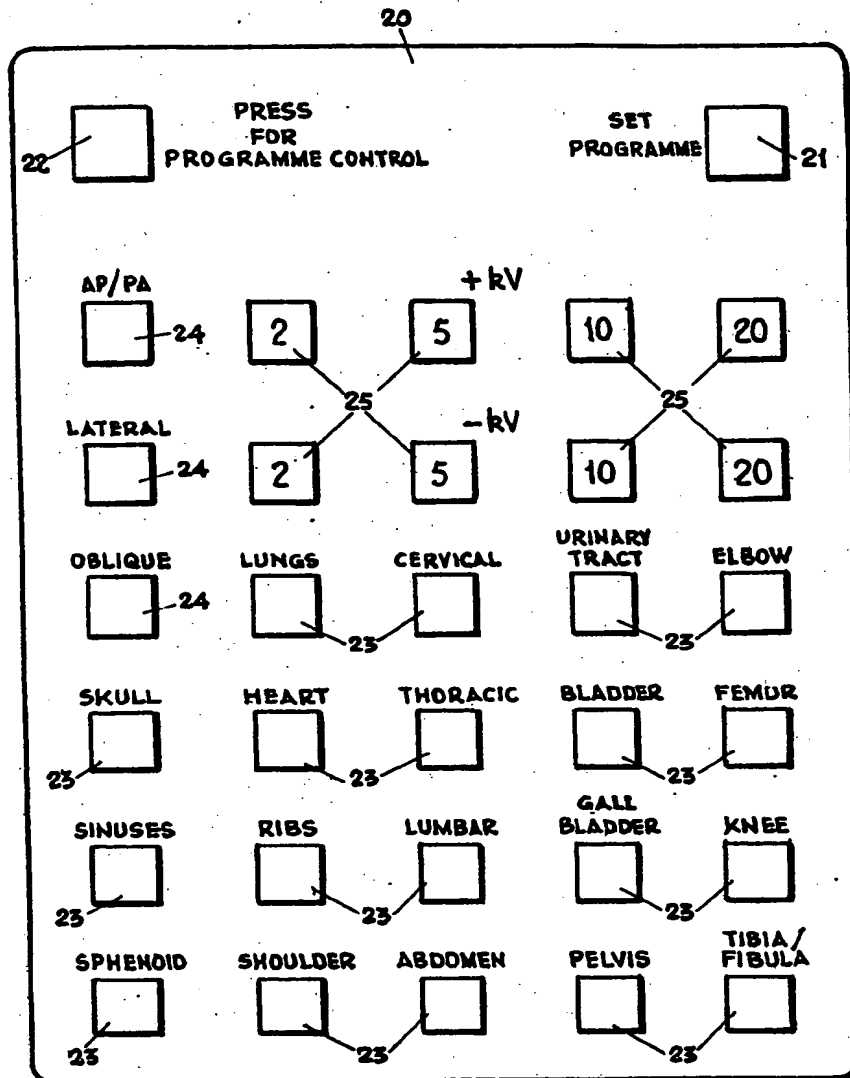 20
PRESS
FOR
PROGRAMME CONTROL
22
SET
PROGRAMME
21
AP/PA
+ kV
24
2
5
10
20
25
25
LATERAL
- kV
24
2
5
10
20
OBLIQUE
LUNGS
CERVICAL
URINARY
TRACT
ELBOW
24
23
23
SKULL
HEART
THORACIC
BLADDER
FEMUR
23
23
23
SINUSES
RIBS
LUMBAR
GALL
BLADDER
KNEE
23
23
23
SPHENOID
SHOULDER
ABDOMEN
PELVIS
TIBIA/
FIBULA
23
23
23